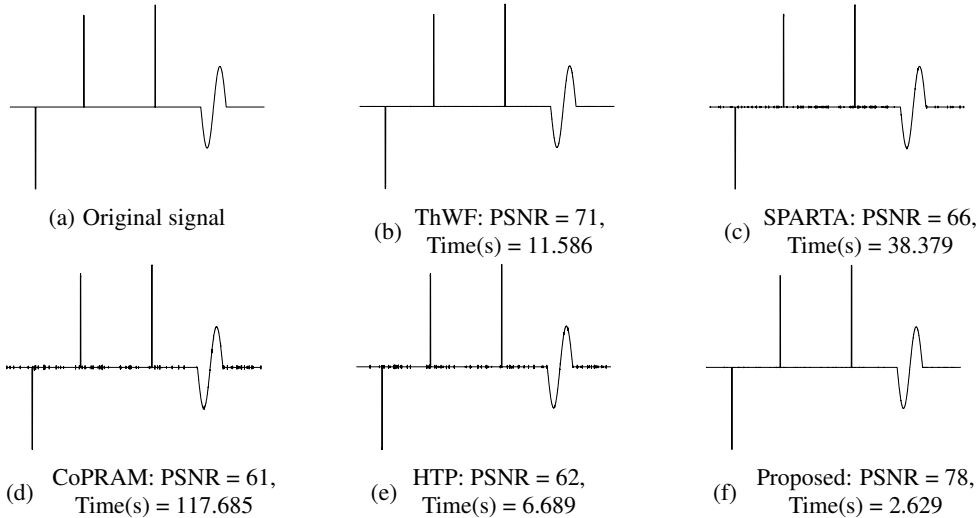 (a) Original signal
(b) ThWF: PSNR = 71,
Time(s) = 11.586
(c) SPARTA: PSNR = 66,
Time(s) = 38.379
(d) CoPRAM: PSNR = 61,
Time(s) = 117.685
(e) HTP: PSNR = 62,
Time(s) = 6.689
(f) Proposed: PSNR = 78,
Time(s) = 2.629